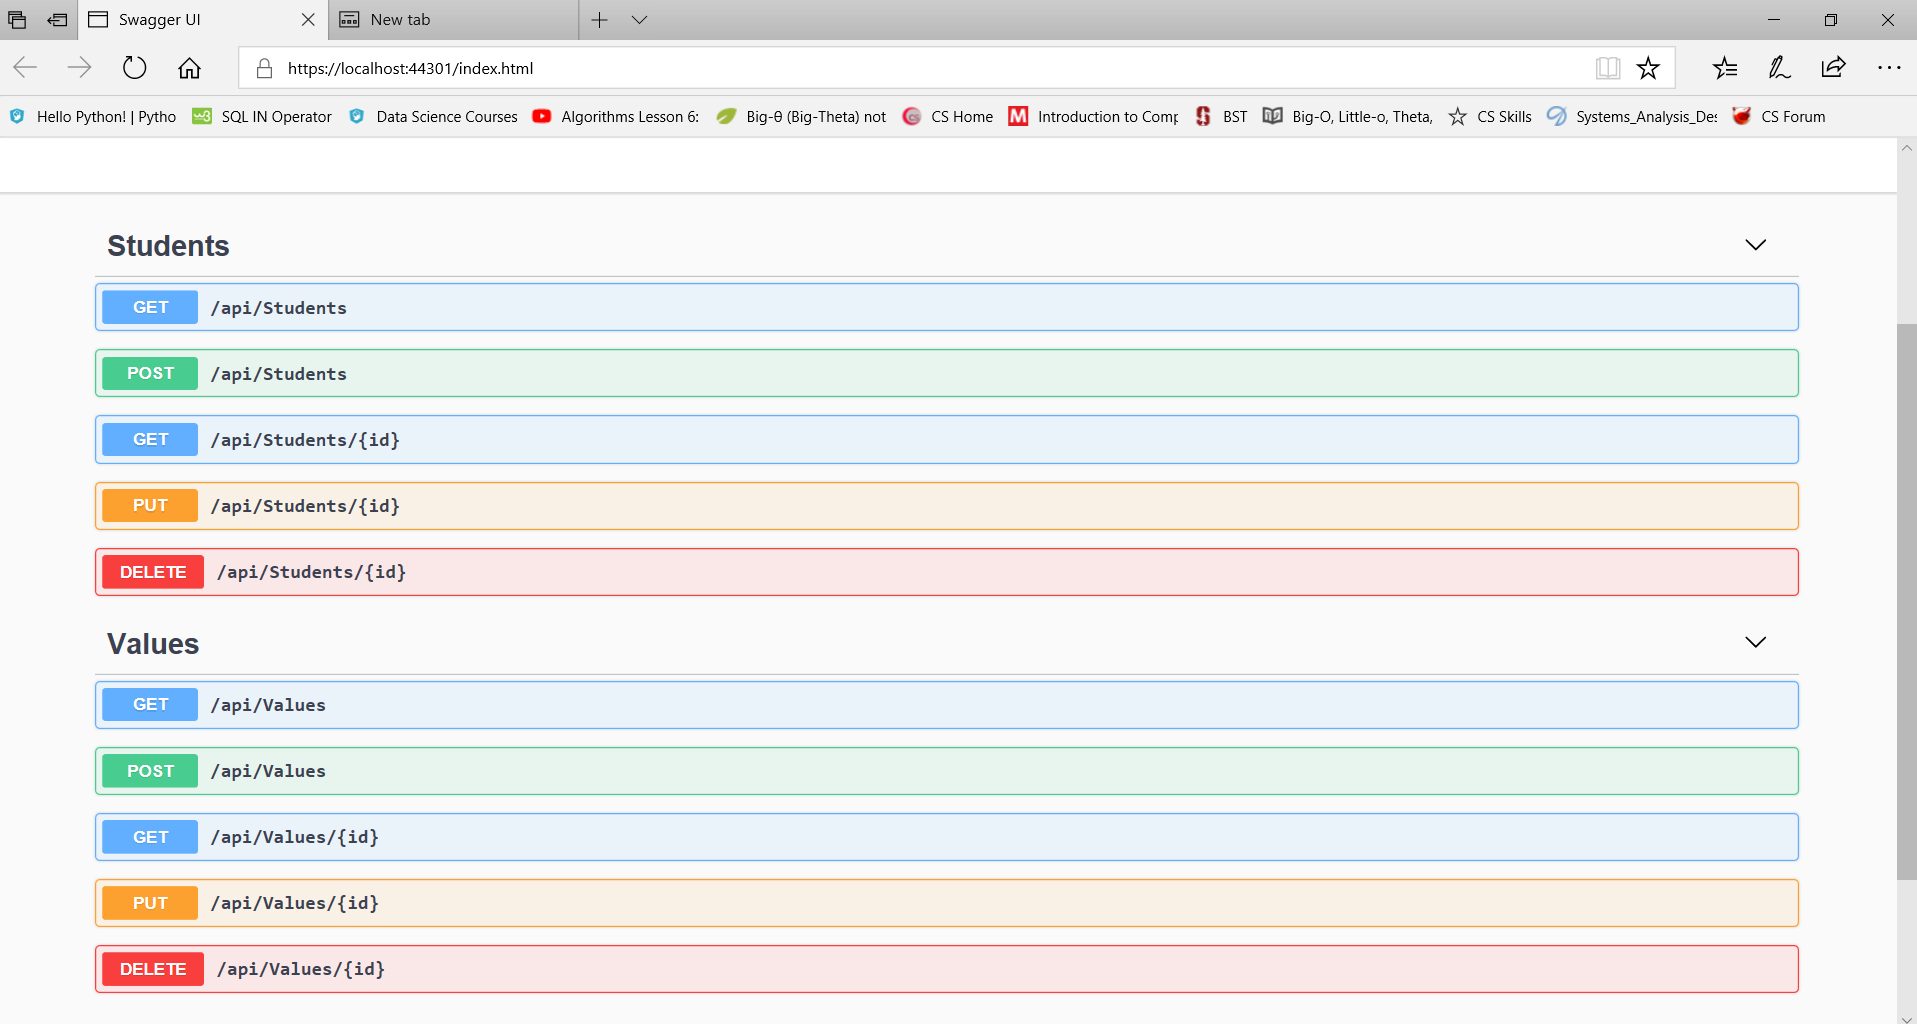 Swagger UI
New tab
https://localhost:44301/index.html
Hello Python! | Pytho
SQL IN Operator
Data Science Courses
Algorithms Lesson 6:
Big-θ (Big-Theta) not
CS Home
Introduction to Comp
BST
Big-O, Little-o, Theta,
CS Skills
Systems_Analysis_Des
CS Forum
Students
GET /api/Students
POST /api/Students
GET /api/Students/{id}
PUT /api/Students/{id}
DELETE /api/Students/{id}
Values
GET /api/Values
POST /api/Values
GET /api/Values/{id}
PUT /api/Values/{id}
DELETE /api/Values/{id}